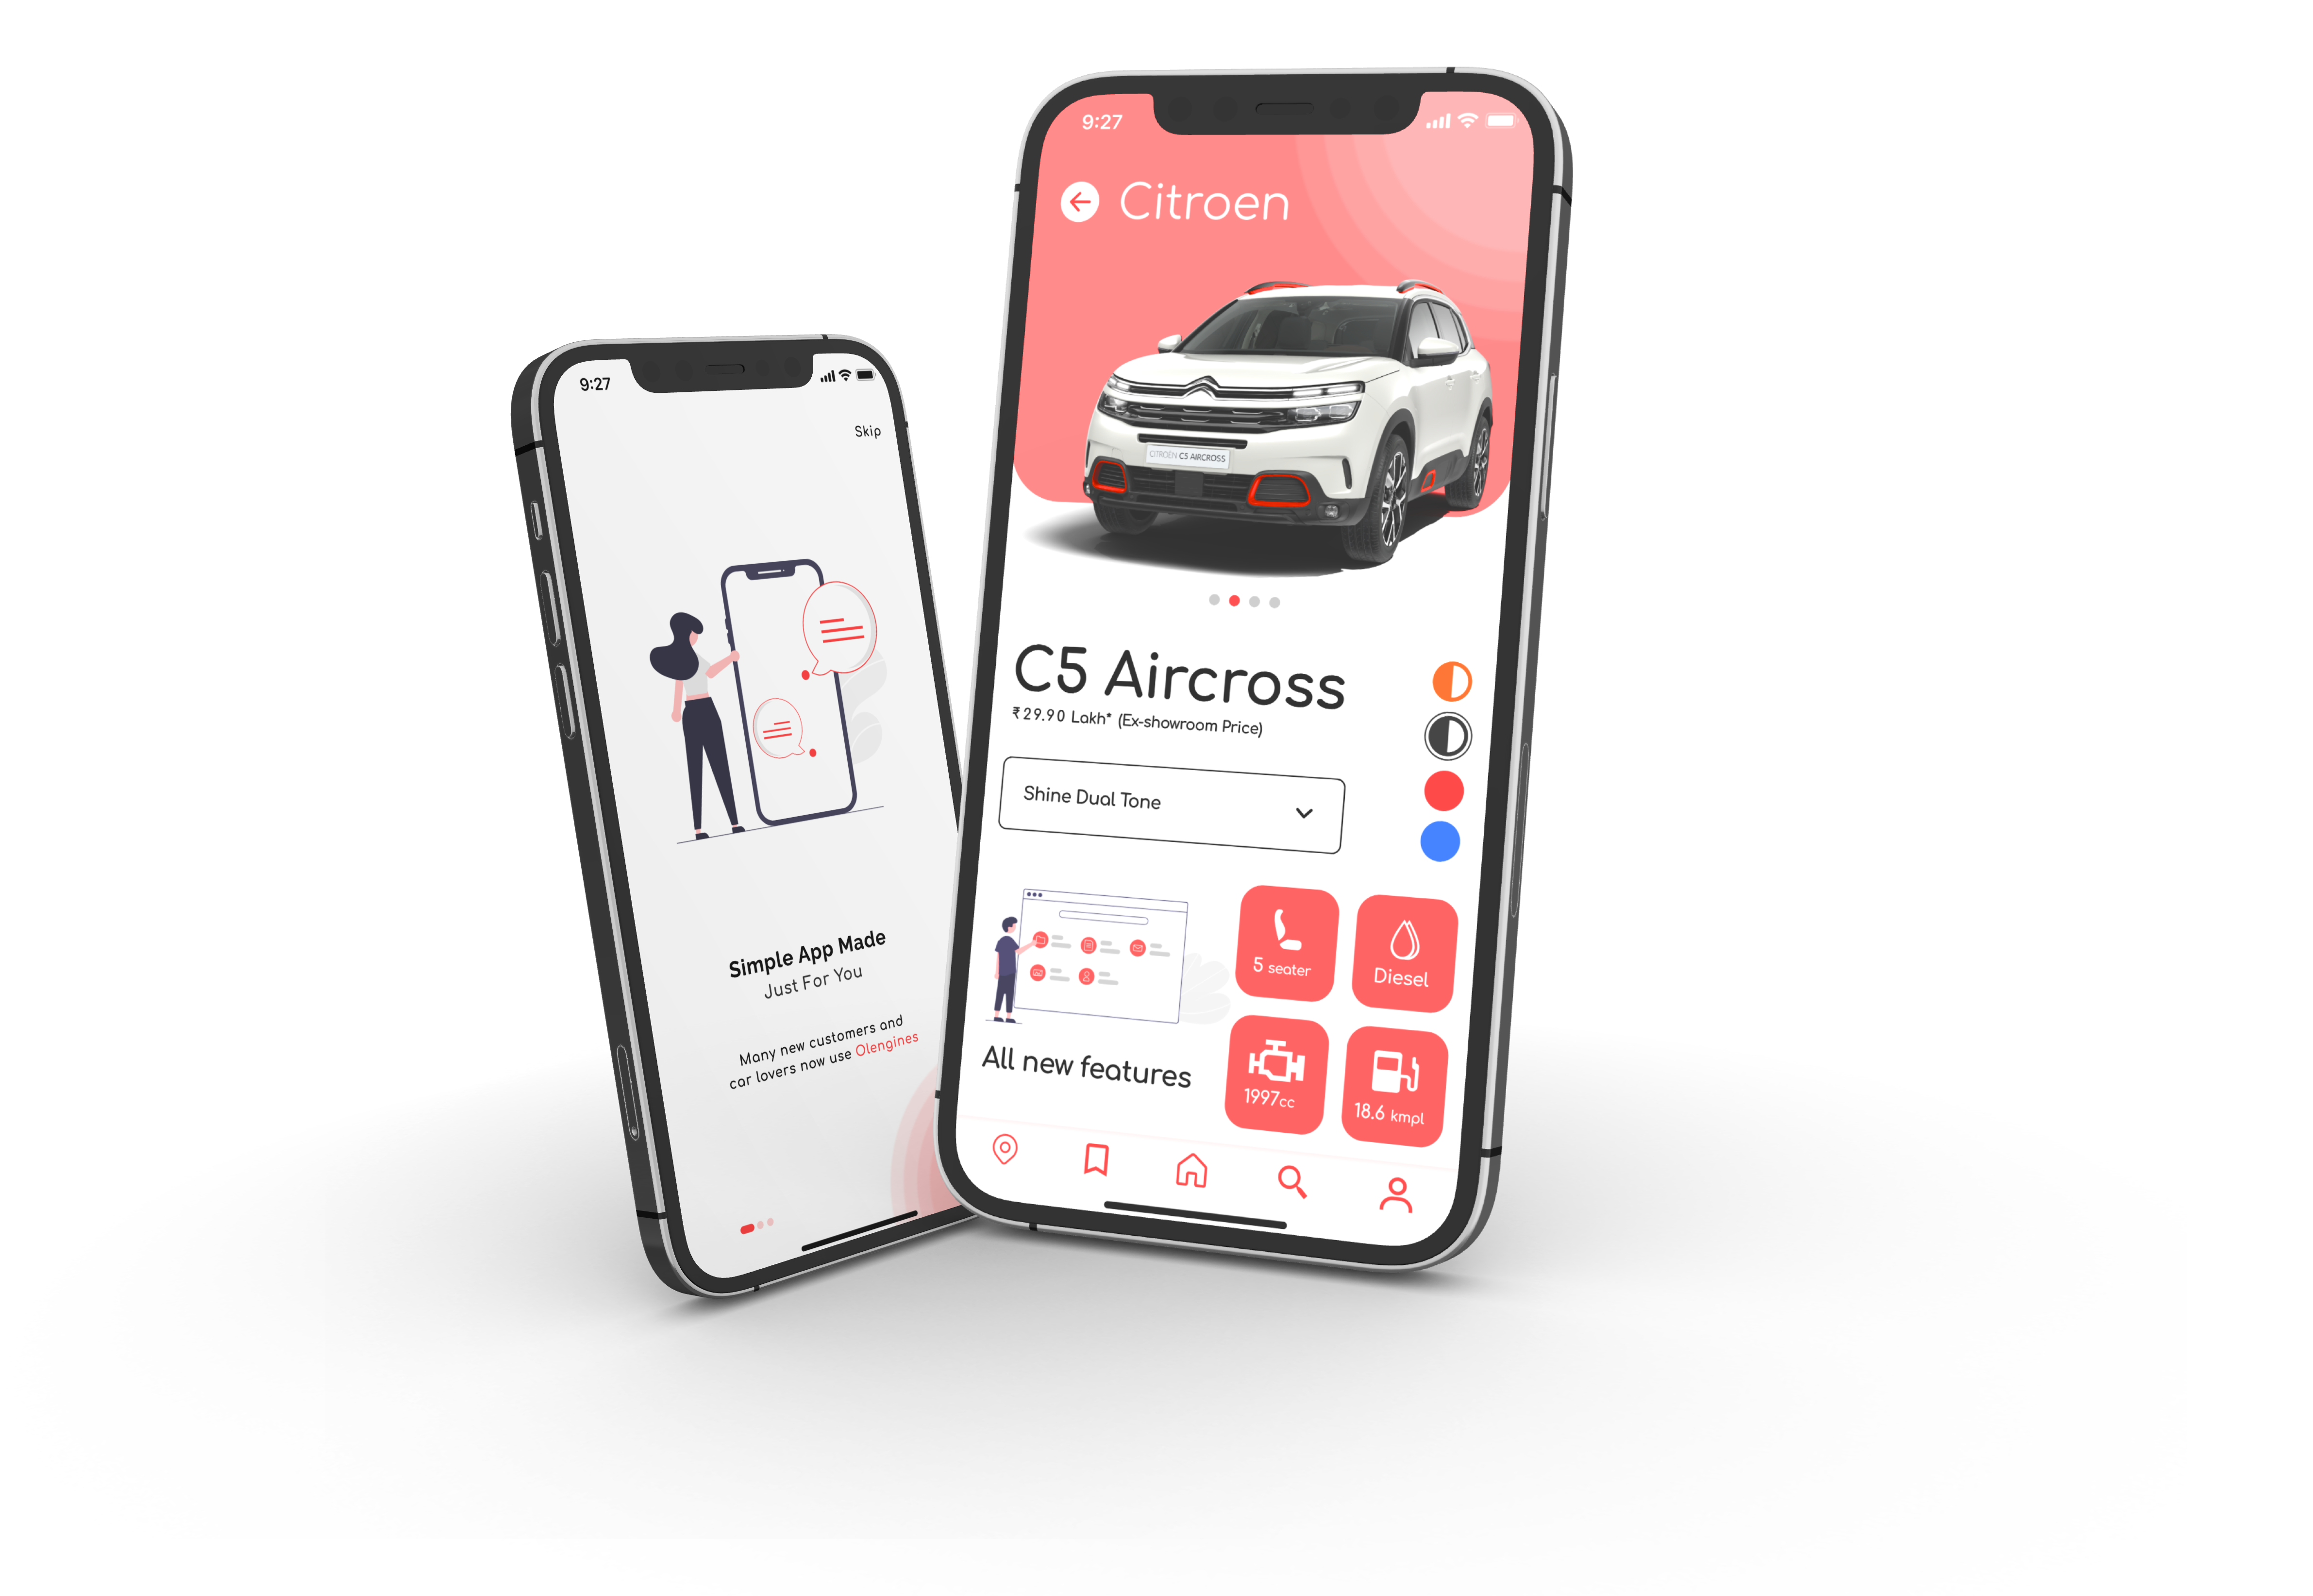 9:27
Skip
Simple App Made
Just For You
Many new customers and
car lovers now use Olengines
9:27
Citroen
CITROËN C5 AIRCROSS
C5 Aircross
₹29.90 Lakh* (Ex-showroom Price)
Shine Dual Tone
5 seater
Diesel
All new features
1997cc
18.6 kmpl